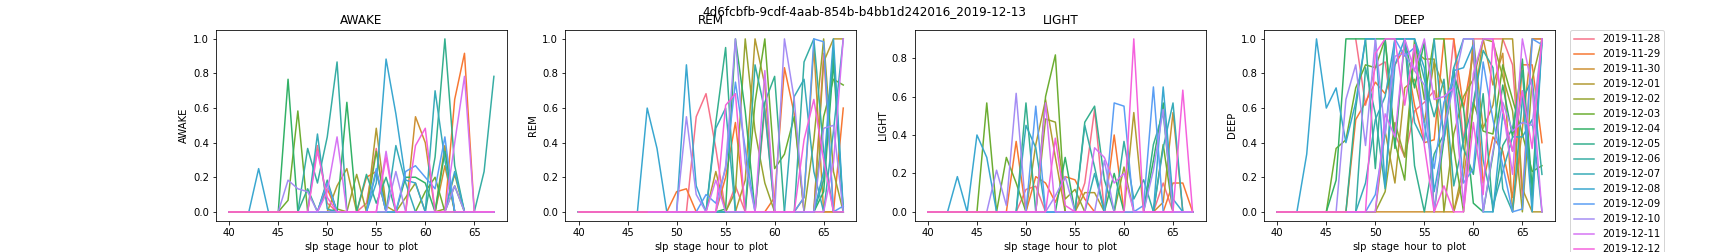 4d6fcbfb-9cdf-4aab-854b-b4bb1d242016_2019-12-13
AWAKE
REM
LIGHT
DEEP
AWAKE
1.0
0.8
0.6
0.4
0.2
0.0
40 45 50 55 60 65
slp_stage_hour_to_plot
REM
1.0
0.8
0.6
0.4
0.2
0.0
40 45 50 55 60 65
slp_stage_hour_to_plot
LIGHT
0.8
0.6
0.4
0.2
0.0
40 45 50 55 60 65
slp_stage_hour_to_plot
DEEP
1.0
0.8
0.6
0.4
0.2
0.0
40 45 50 55 60 65
slp_stage_hour_to_plot
2019-11-28
2019-11-29
2019-11-30
2019-12-01
2019-12-02
2019-12-03
2019-12-04
2019-12-05
2019-12-06
2019-12-07
2019-12-08
2019-12-09
2019-12-10
2019-12-11
2019-12-12